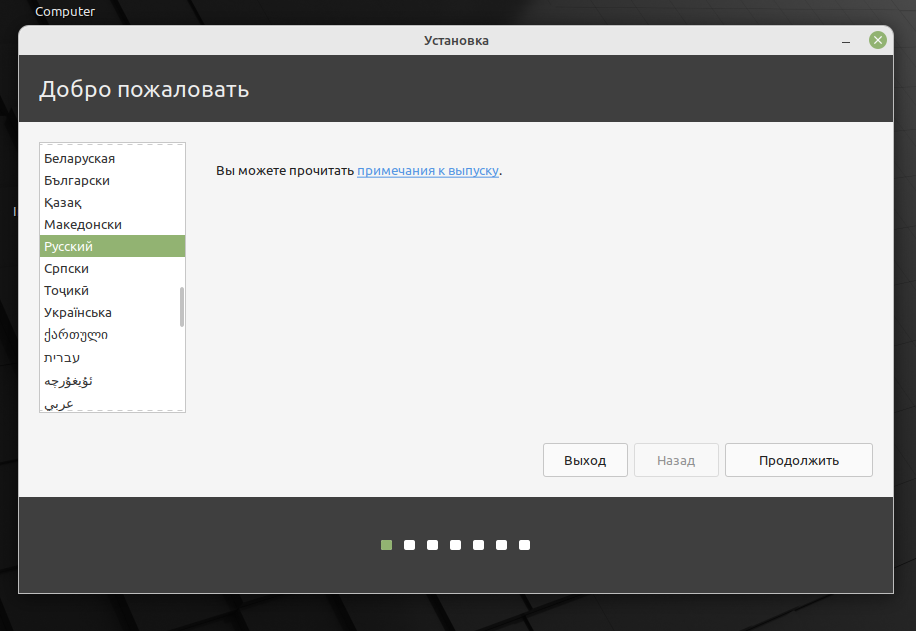 Computer
Установка
Добро пожаловать
Беларуская
Български
Қазақ
Македонски
Русский
Српски
Тоҷикӣ
Українська
ქართული
עברית
ئۇيغۇرچە
عربي
Вы можете прочитать примечания к выпуску.
Выход
Назад
Продолжить